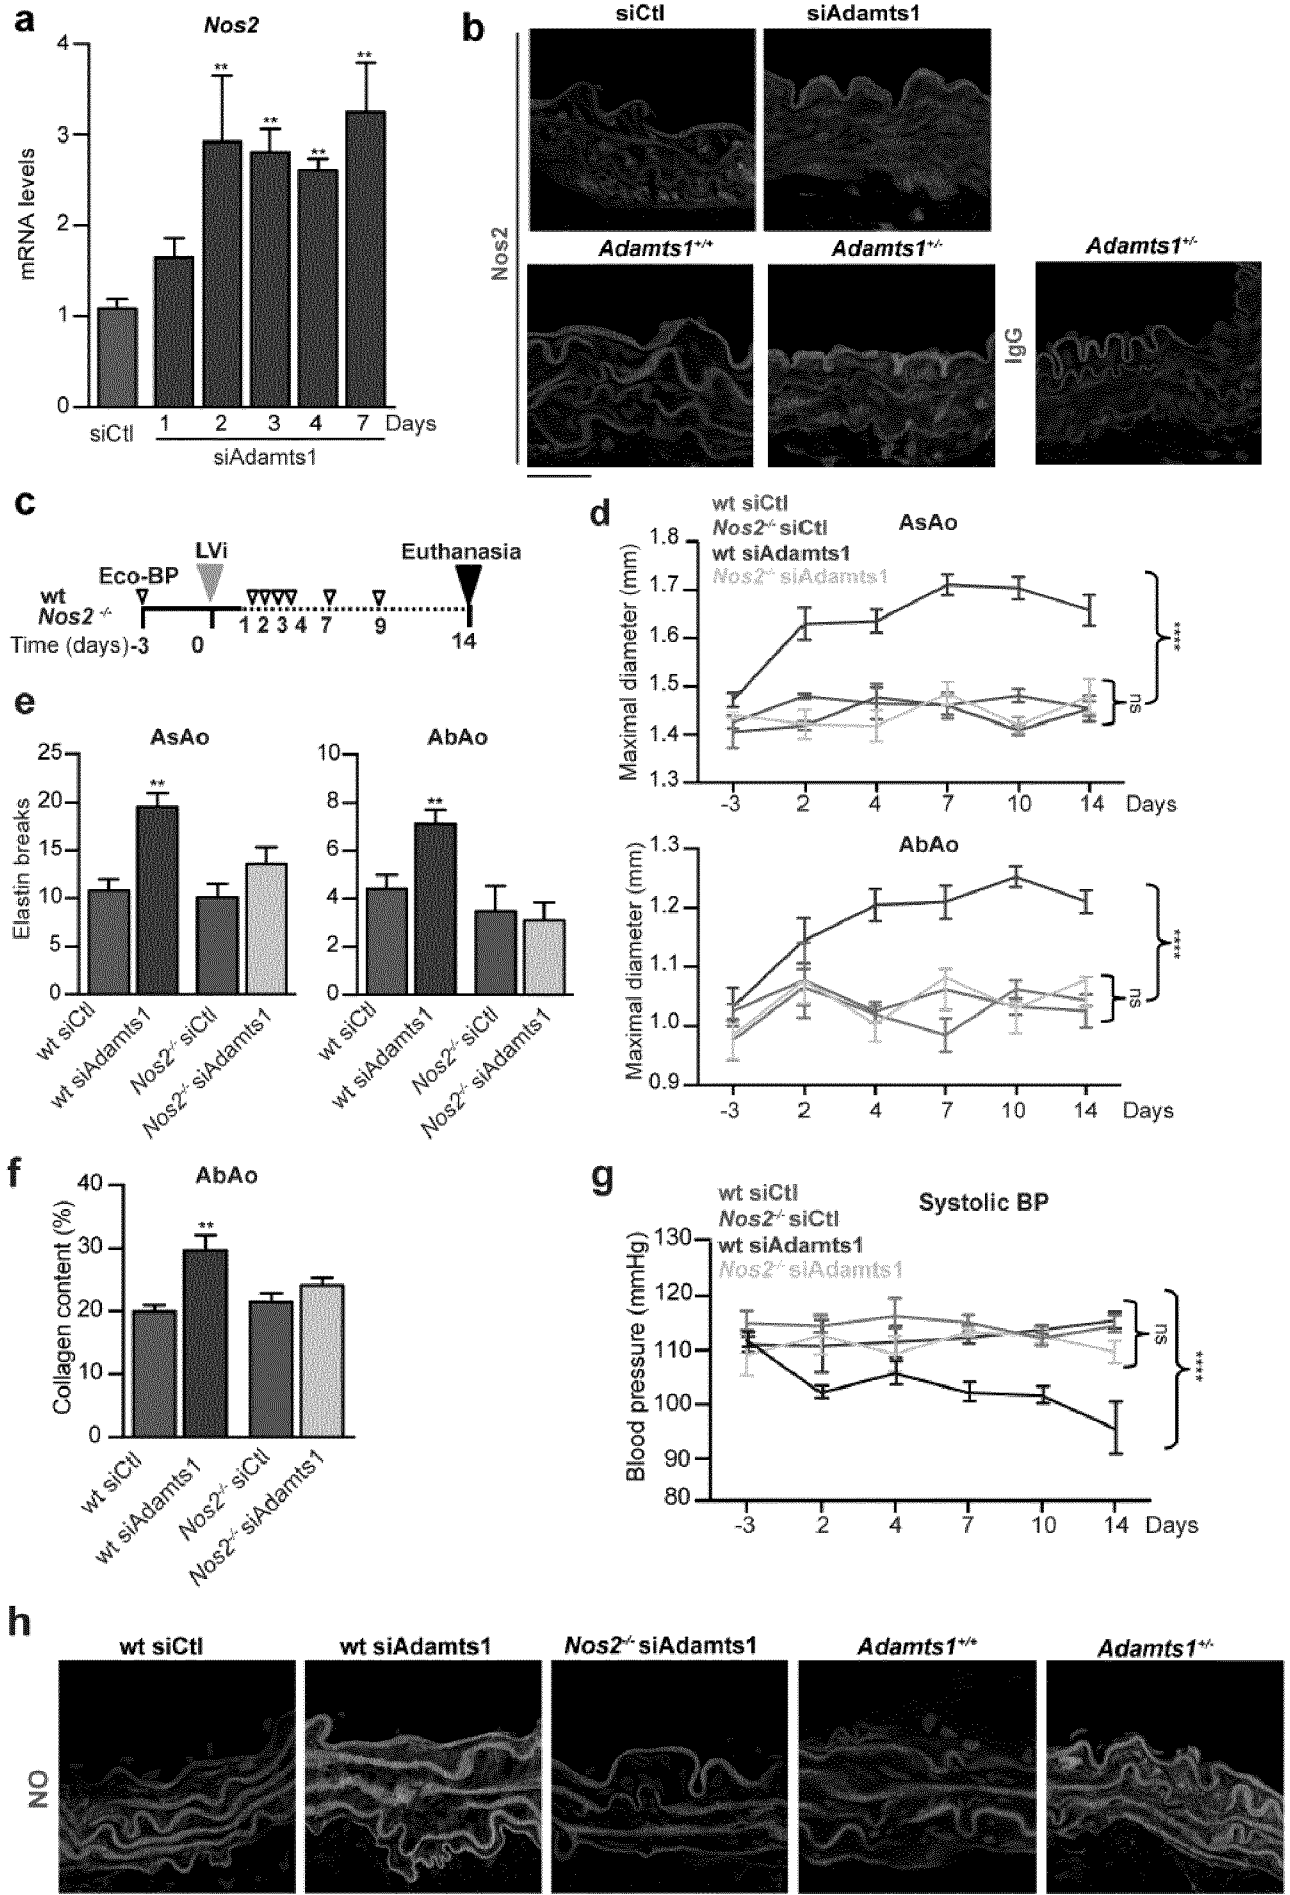 a
Nos2
mRNA levels
4
3
2
1
0
** ** ** **
siCtl
1 2 3 4 7 Days
siAdamts1
b
siCtl
siAdamts1
Nos2
Adamts1+/+
Adamts1+/-
IgG
Adamts1+/-
c
LVi
Euthanasia
Eco-BP
wt
Nos2 -/-
Time (days) -3 0 1 2 3 4 7 9 14
d
wt siCtl
Nos2-/- siCtl
wt siAdamts1
Nos2-/- siAdamts1
AsAo
Maximal diameter (mm)
1.8
1.7
1.6
1.5
1.4
1.3
-3 2 4 7 10 14 Days
ns
****
AbAo
Maximal diameter (mm)
1.3
1.2
1.1
1.0
0.9
-3 2 4 7 10 14 Days
ns
****
e
AsAo
Elastin breaks
25
20
15
10
5
0
**
wt siCtl
wt siAdamts1
Nos2-/- siCtl
Nos2-/- siAdamts1
AbAo
10
8
6
4
2
0
**
wt siCtl
wt siAdamts1
Nos2-/- siCtl
Nos2-/- siAdamts1
f
AbAo
Collagen content (%)
40
30
20
10
0
**
wt siCtl
wt siAdamts1
Nos2-/- siCtl
Nos2-/- siAdamts1
g
wt siCtl
Nos2-/- siCtl
wt siAdamts1
Nos2-/- siAdamts1
Systolic BP
Blood pressure (mmHg)
130
120
110
100
90
80
-3 2 4 7 10 14 Days
ns
****
h
wt siCtl
wt siAdamts1
Nos2-/- siAdamts1
Adamts1+/+
Adamts1+/-
NO